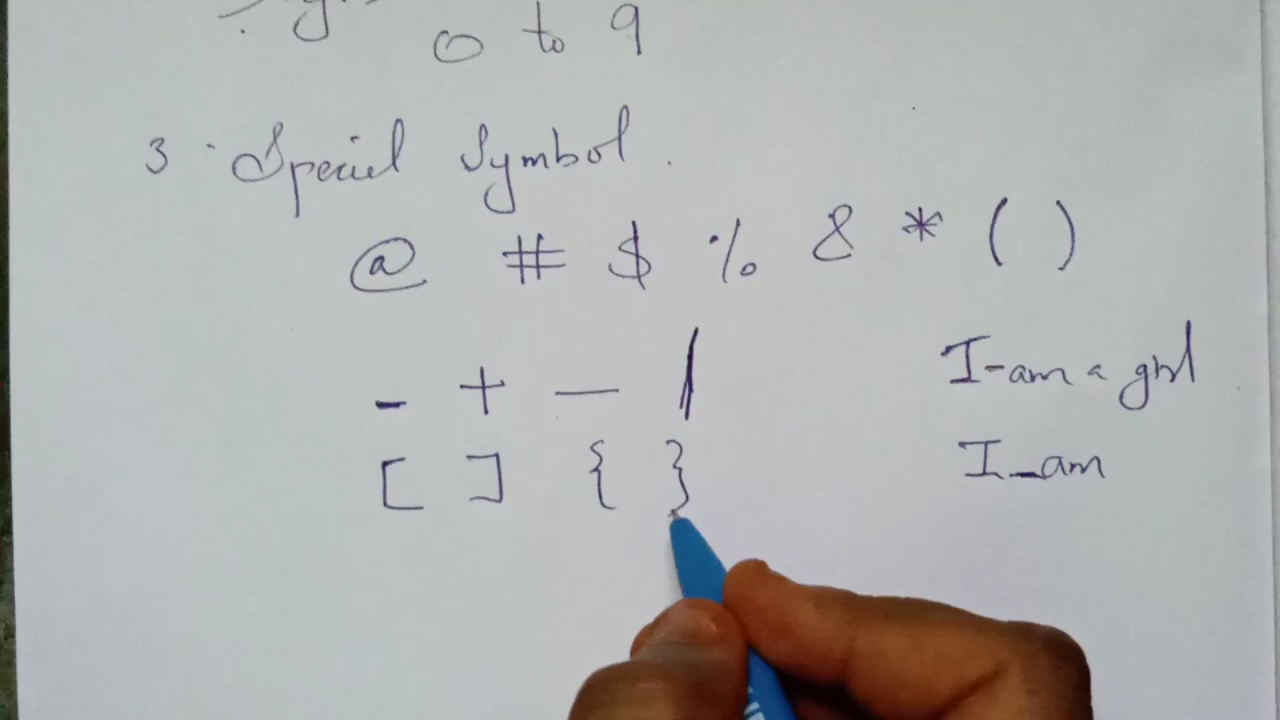 0 to 9
3. Special Symbol.
@ # $ % & * ( )
- + — /
[ ] { }
I-am a girl
I_am